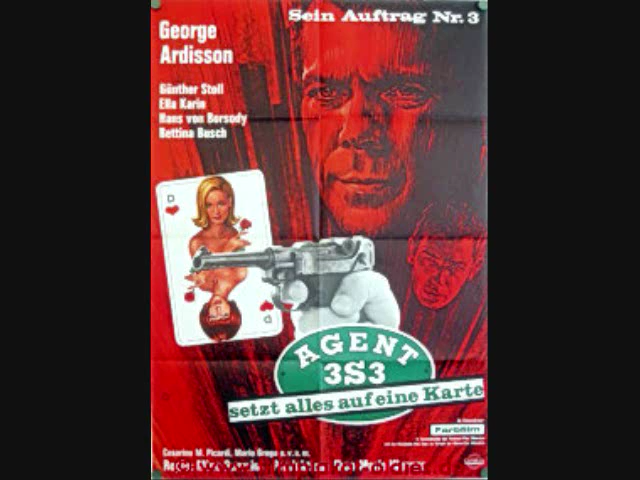 Sein Auftrag Nr. 3
George
Ardisson
Günther Stoll
Ella Karin
Hans von Borsody
Bettina Busch
D
D
AGENT
3S3
setzt alles auf eine Karte
Farbfilm
Cesarino M. Picardi, Mario Brega u.v.a.m.